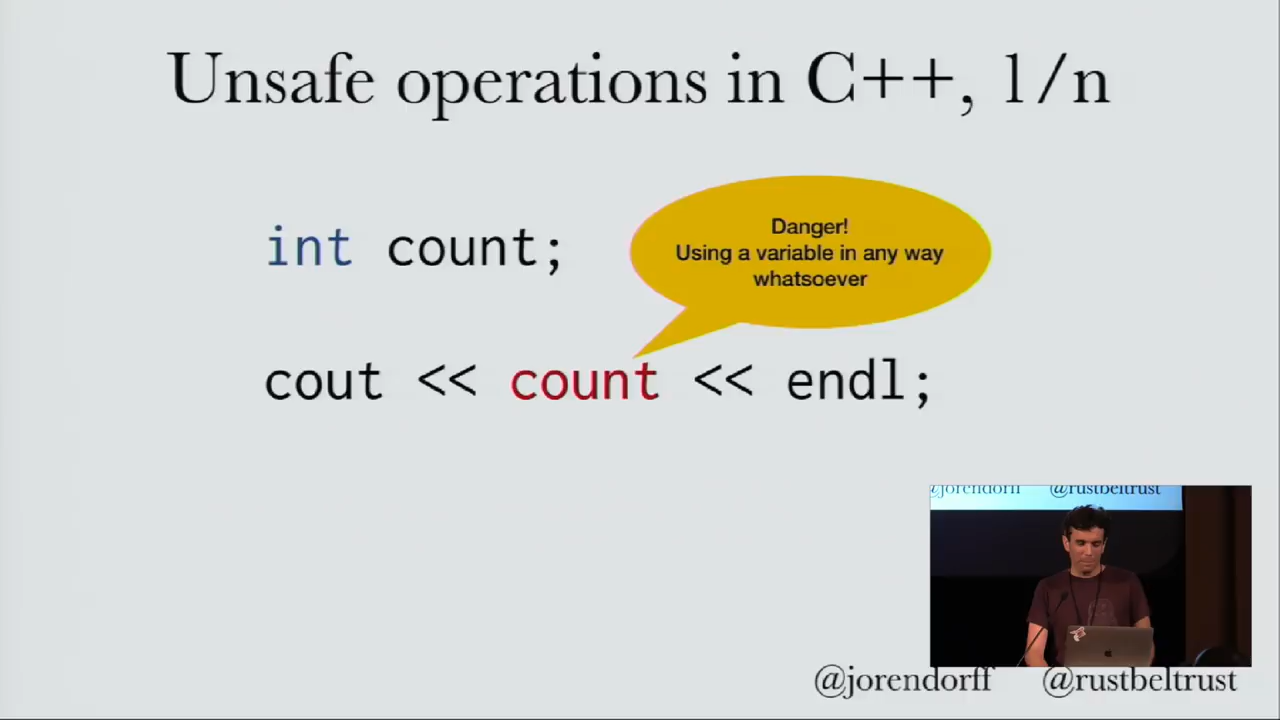 Unsafe operations in C++, 1/n
int count;
Danger!
Using a variable in any way
whatsoever
cout << count << endl;
@jorendorff @rustbeltrust
@jorendorff @rustbeltrust